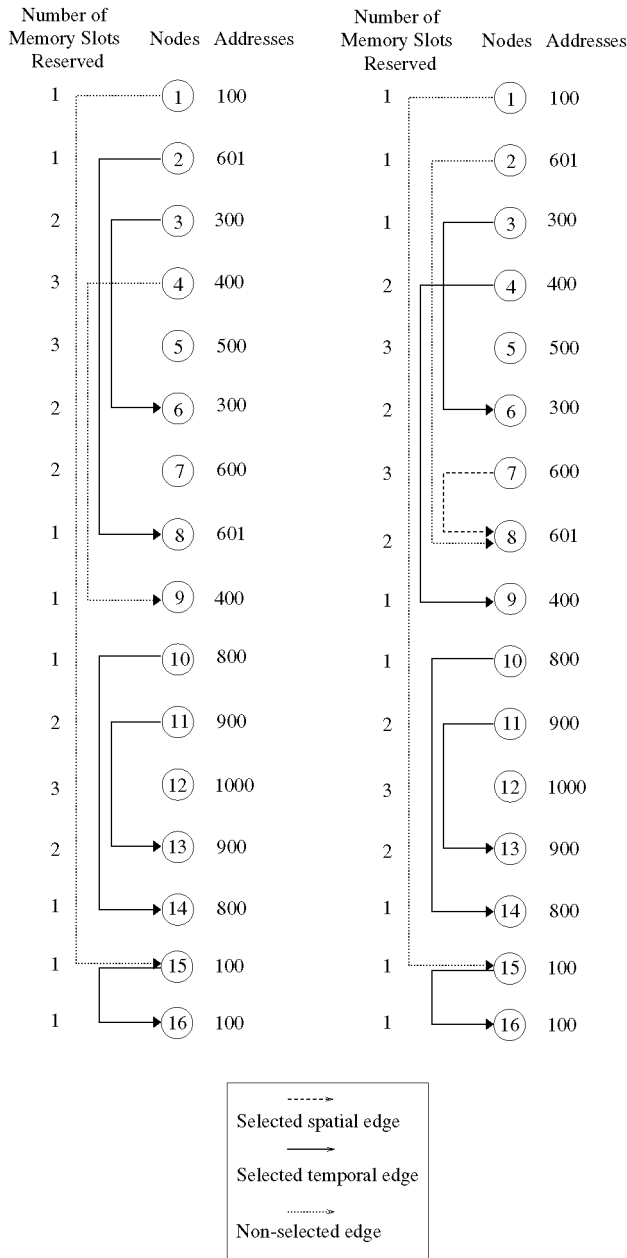 Number of
Memory Slots Nodes Addresses
Reserved
1 1 100
1 2 601
2 3 300
3 4 400
3 5 500
2 6 300
2 7 600
1 8 601
1 9 400
1 10 800
2 11 900
3 12 1000
2 13 900
1 14 800
1 15 100
1 16 100
Number of
Memory Slots Nodes Addresses
Reserved
1 1 100
1 2 601
1 3 300
2 4 400
3 5 500
2 6 300
3 7 600
2 8 601
1 9 400
1 10 800
2 11 900
3 12 1000
2 13 900
1 14 800
1 15 100
1 16 100
Selected spatial edge
Selected temporal edge
Non-selected edge